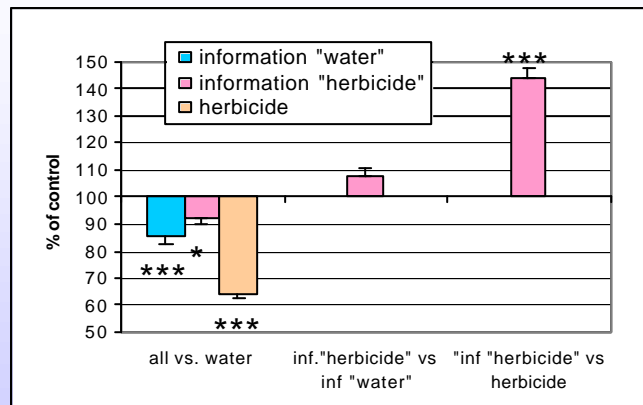 information "water"
information "herbicide"
herbicide
% of control
150
140
130
120
110
100
90
80
70
60
50
***
*
***
***
all vs. water
inf."herbicide" vs
inf "water"
"inf "herbicide" vs
herbicide